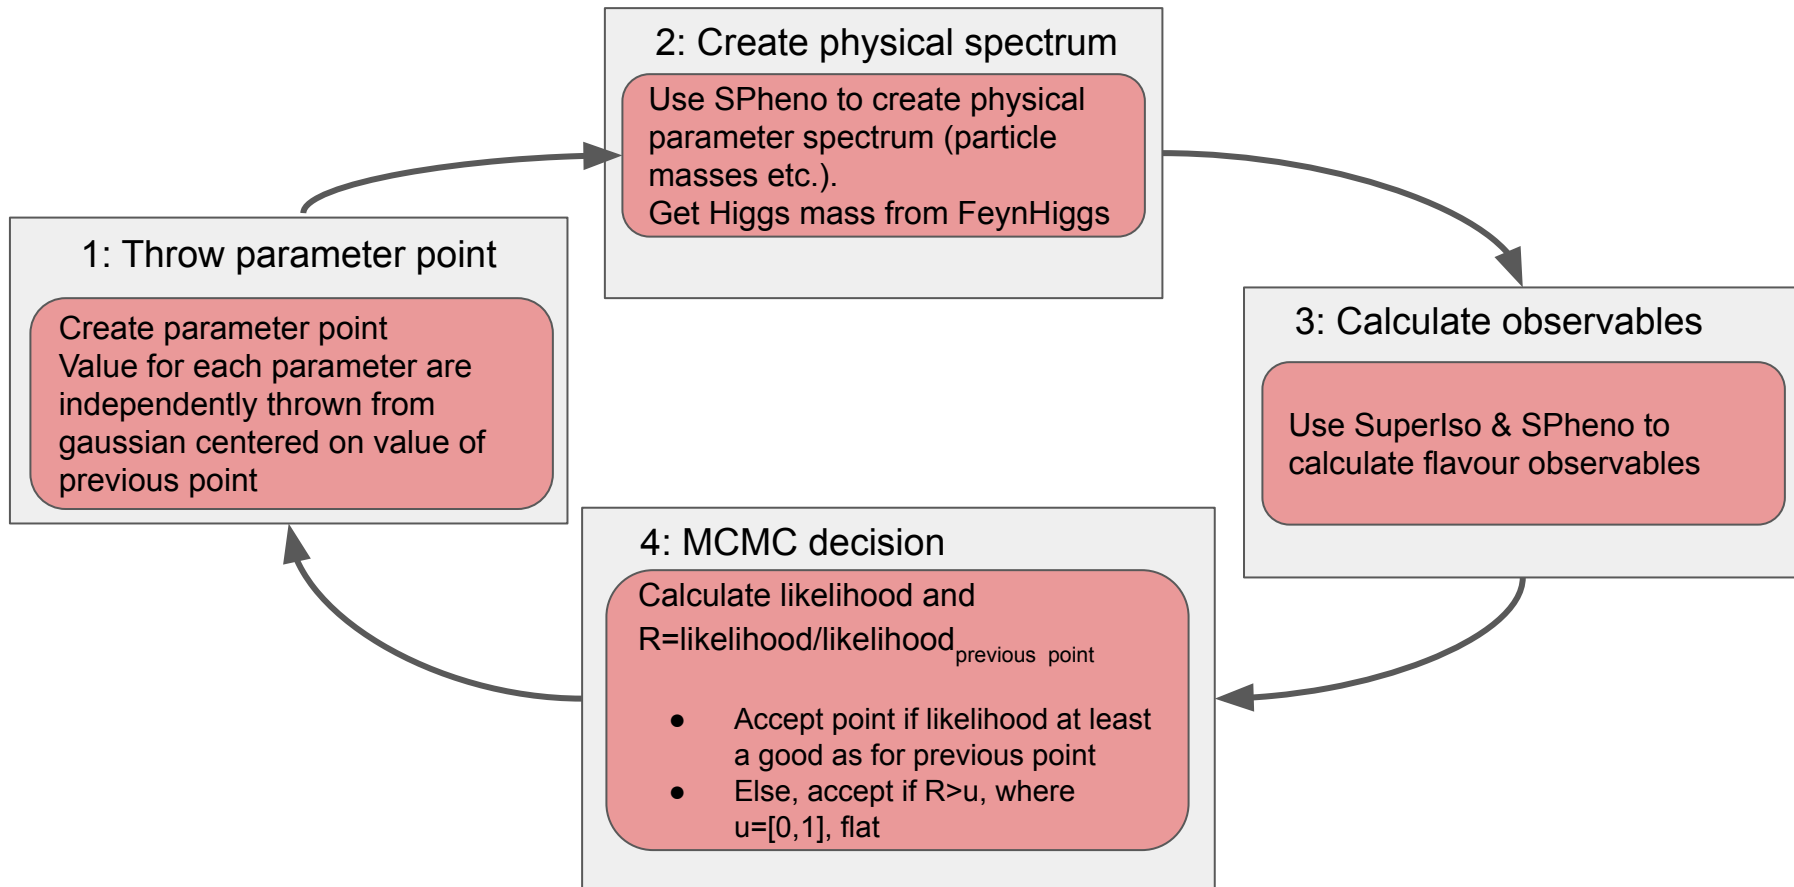 1: Throw parameter point
Create parameter point
Value for each parameter are
independently thrown from
gaussian centered on value of
previous point
2: Create physical spectrum
Use SPheno to create physical
parameter spectrum (particle
masses etc.).
Get Higgs mass from FeynHiggs
3: Calculate observables
Use SuperIso & SPheno to
calculate flavour observables
4: MCMC decision
Calculate likelihood and
R=likelihood/likelihood previous point
● Accept point if likelihood at least
a good as for previous point
● Else, accept if R>u, where
u=[0,1], flat